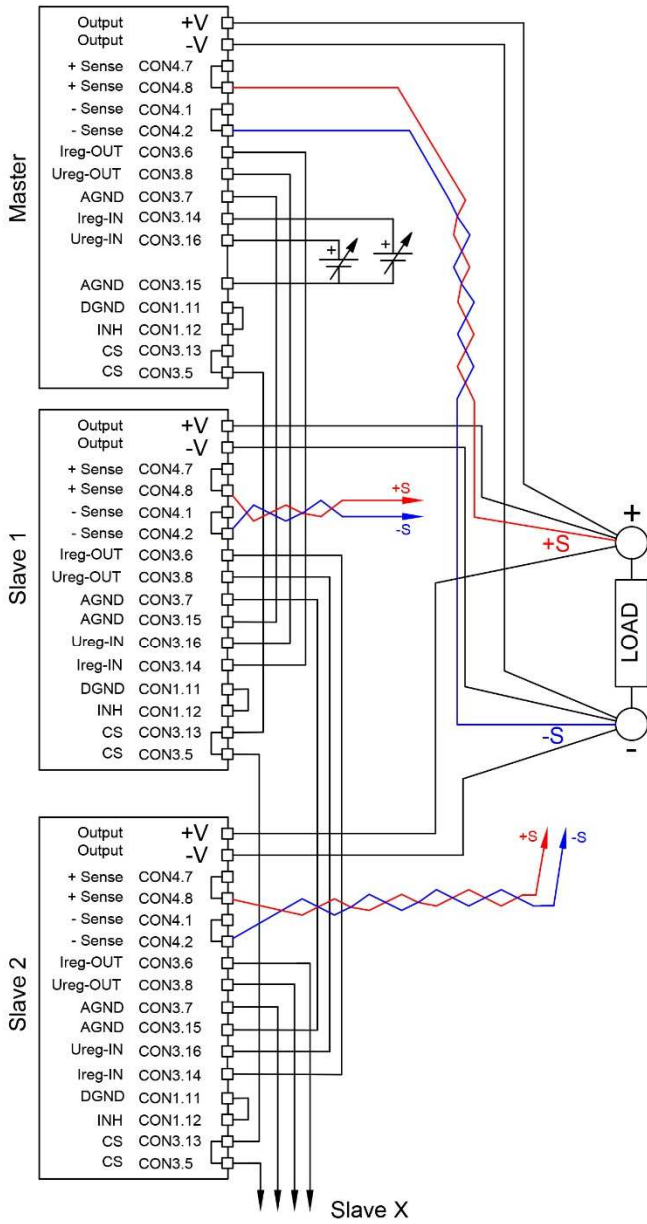 Master
Output +V
Output -V
+ Sense CON4.7
+ Sense CON4.8
- Sense CON4.1
- Sense CON4.2
Ireg-OUT CON3.6
Ureg-OUT CON3.8
AGND CON3.7
Ireg-IN CON3.14
Ureg-IN CON3.16
AGND CON3.15
DGND CON1.11
INH CON1.12
CS CON3.13
CS CON3.5
+
+
Slave 1
Output +V
Output -V
+ Sense CON4.7
+ Sense CON4.8
- Sense CON4.1
- Sense CON4.2
Ireg-OUT CON3.6
Ureg-OUT CON3.8
AGND CON3.7
AGND CON3.15
Ureg-IN CON3.16
Ireg-IN CON3.14
DGND CON1.11
INH CON1.12
CS CON3.13
CS CON3.5
+S
-S
+
+S
LOAD
-S
-
Slave 2
Output +V
Output -V
+ Sense CON4.7
+ Sense CON4.8
- Sense CON4.1
- Sense CON4.2
Ireg-OUT CON3.6
Ureg-OUT CON3.8
AGND CON3.7
AGND CON3.15
Ureg-IN CON3.16
Ireg-IN CON3.14
DGND CON1.11
INH CON1.12
CS CON3.13
CS CON3.5
+S -S
Slave X